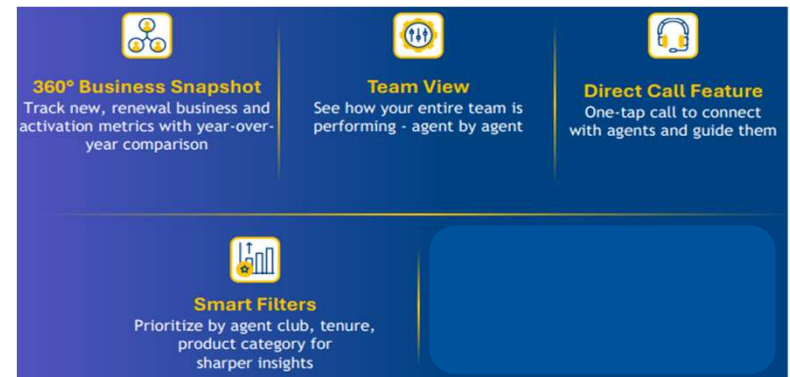 360° Business Snapshot
Track new, renewal business and
activation metrics with year-over-
year comparison
Team View
See how your entire team is
performing - agent by agent
Direct Call Feature
One-tap call to connect
with agents and guide them
Smart Filters
Prioritize by agent club, tenure,
product category for
sharper insights